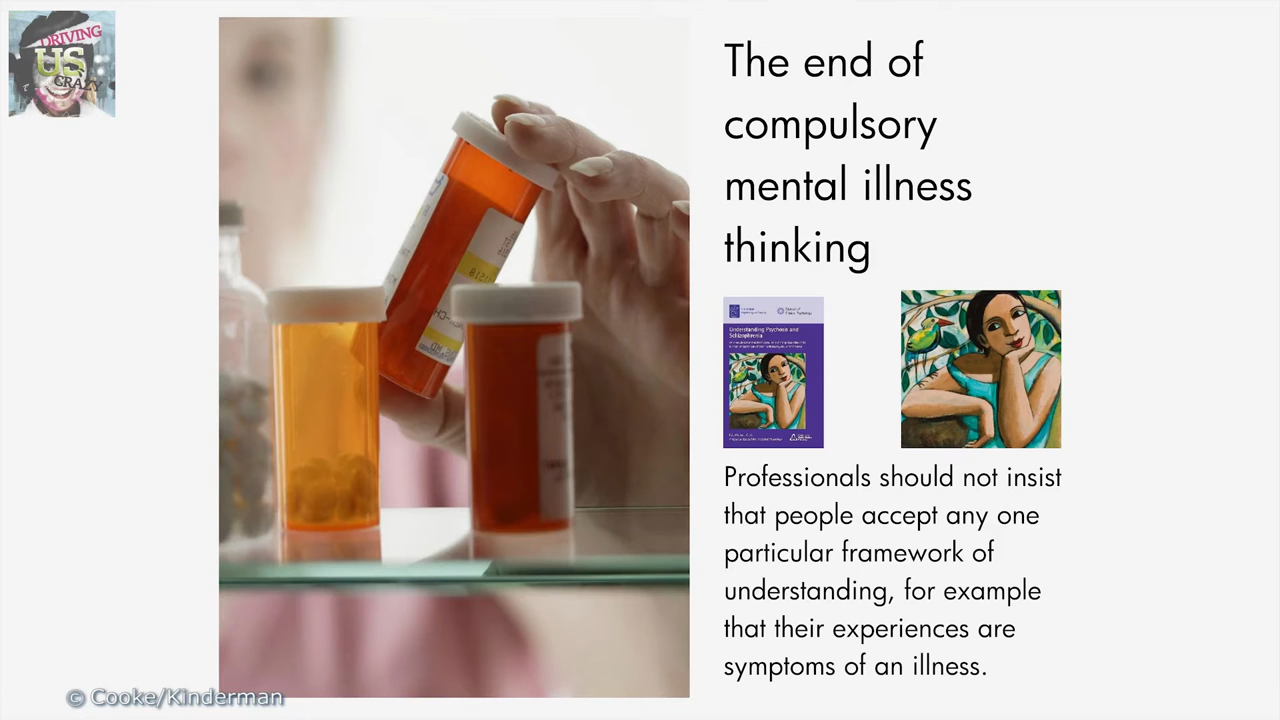 DRIVING
US
CRAZY
The end of
compulsory
mental illness
thinking
Understanding Psychosis and
Schizophrenia
Professionals should not insist
that people accept any one
particular framework of
understanding, for example
that their experiences are
symptoms of an illness.
© Cooke/Kinderman